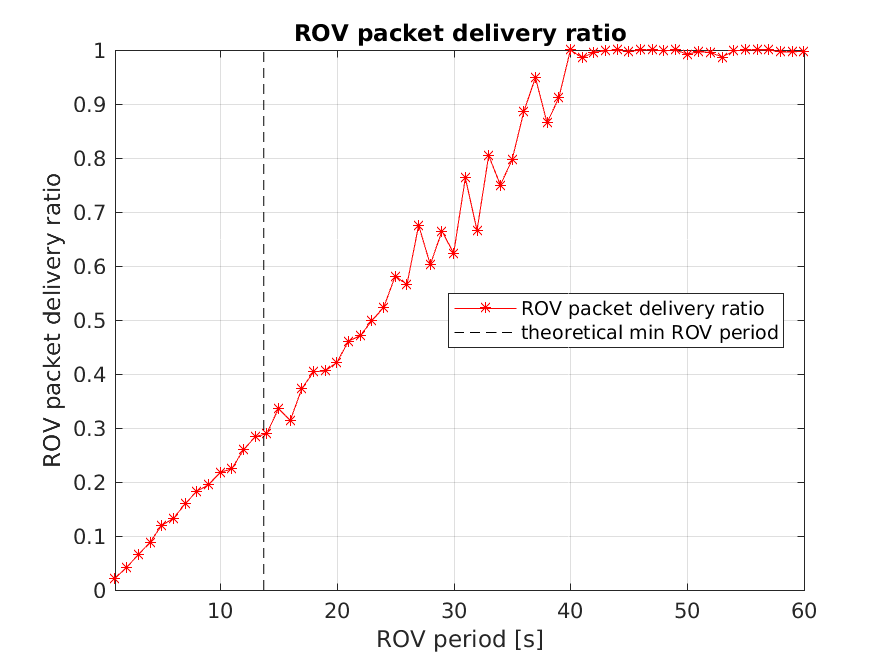 ROV packet delivery ratio
1
0.9
0.8
0.7
0.6
0.5
0.4
0.3
0.2
0.1
0
ROV packet delivery ratio
ROV packet delivery ratio
theoretical min ROV period
10 20 30 40 50 60
ROV period [s]